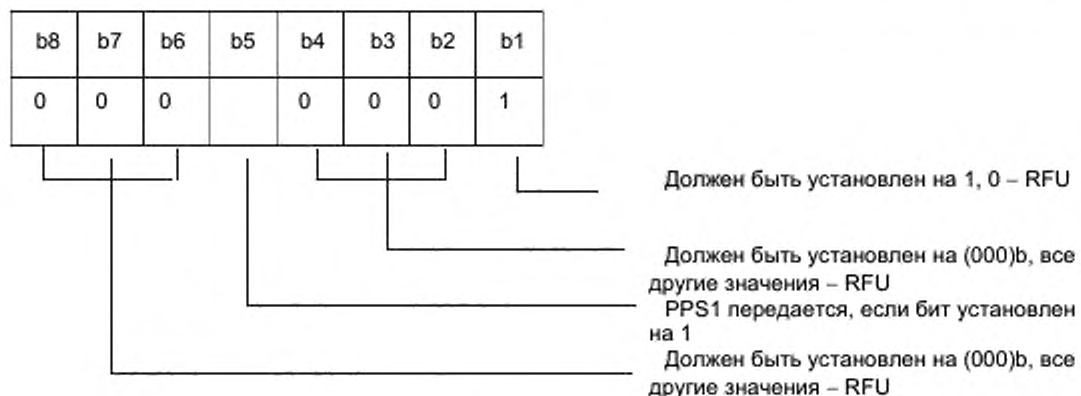 b8 b7 b6 b5 b4 b3 b2 b1
0 0 0 0 0 0 1
Должен быть установлен на 1, 0 – RFU
Должен быть установлен на (000)b, все
другие значения – RFU
PPS1 передается, если бит установлен
на 1
Должен быть установлен на (000)b, все
другие значения – RFU